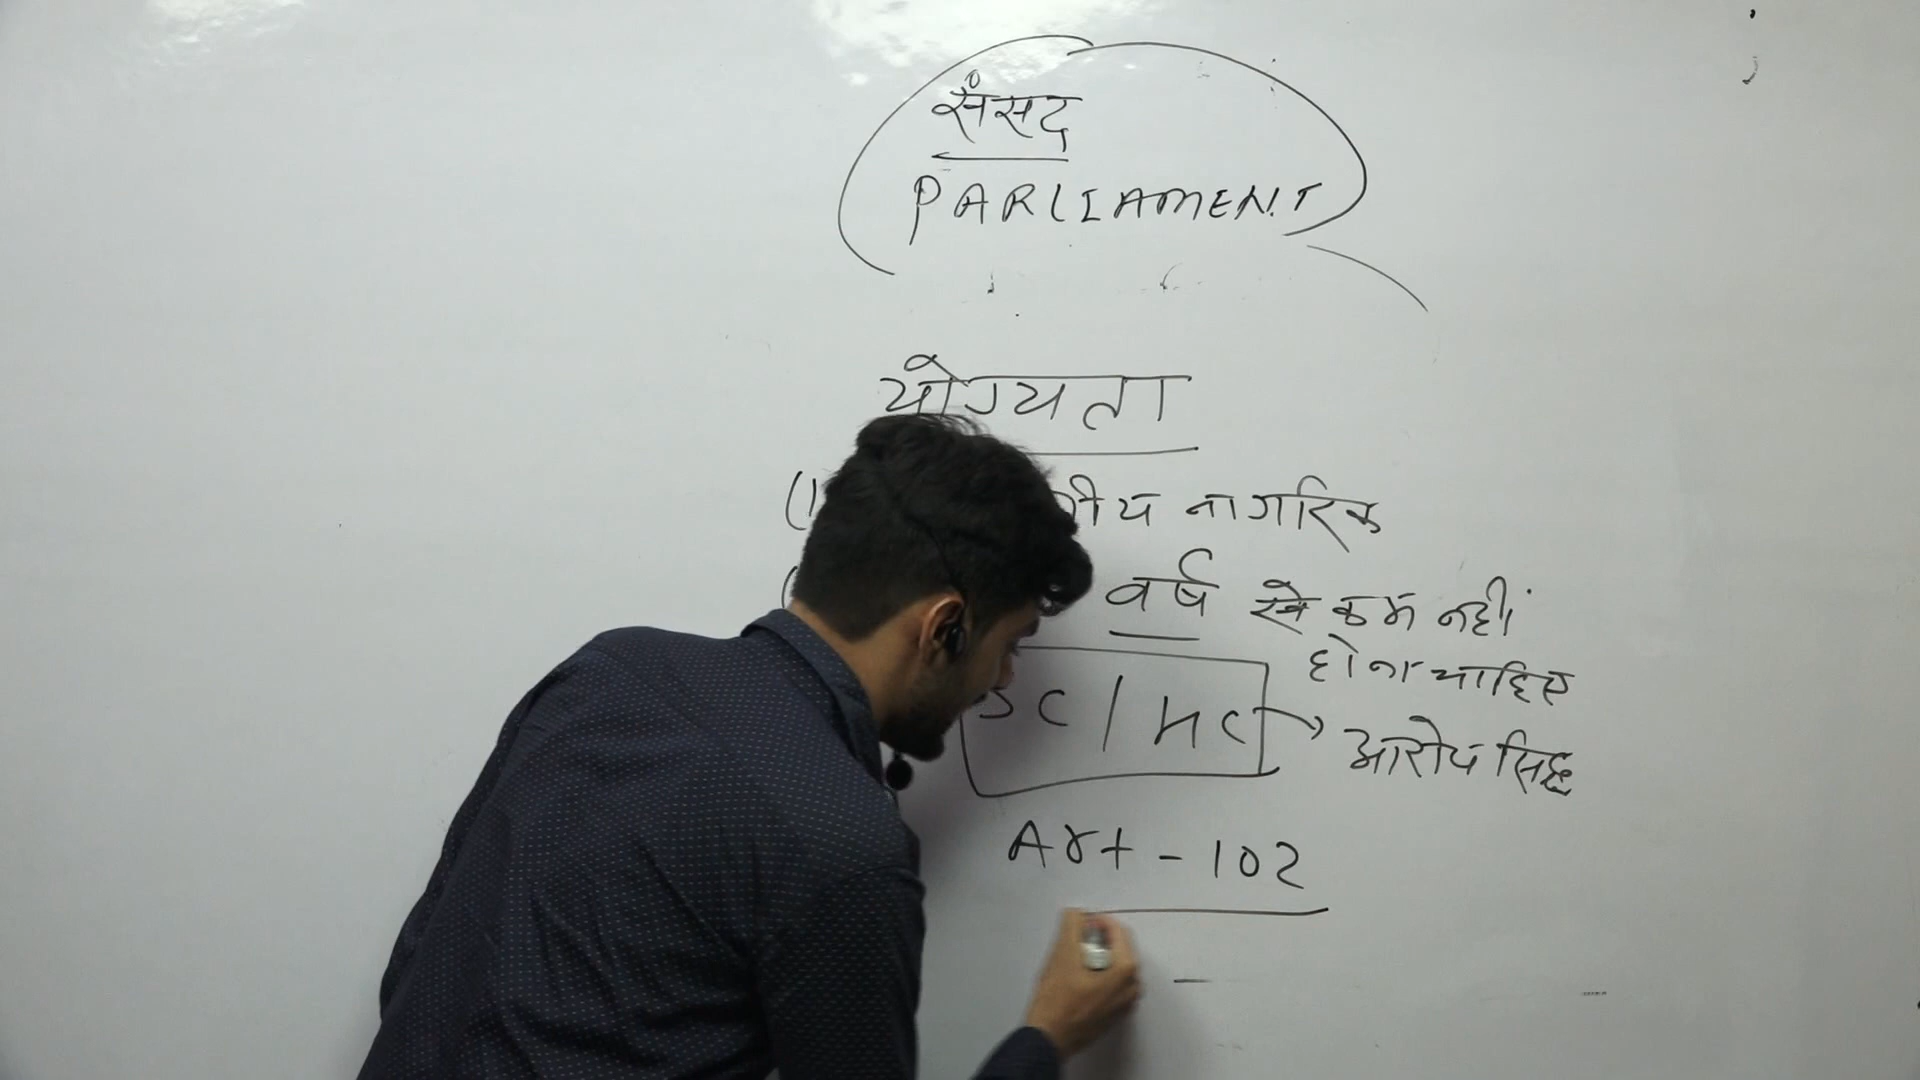 संसद
PARLIAMENT
योग्यता
(1 ीय नागरिक
( वर्ष से कम नहीं
होना चाहिए
SC / HC → आरोप सिद्ध
Art - 102